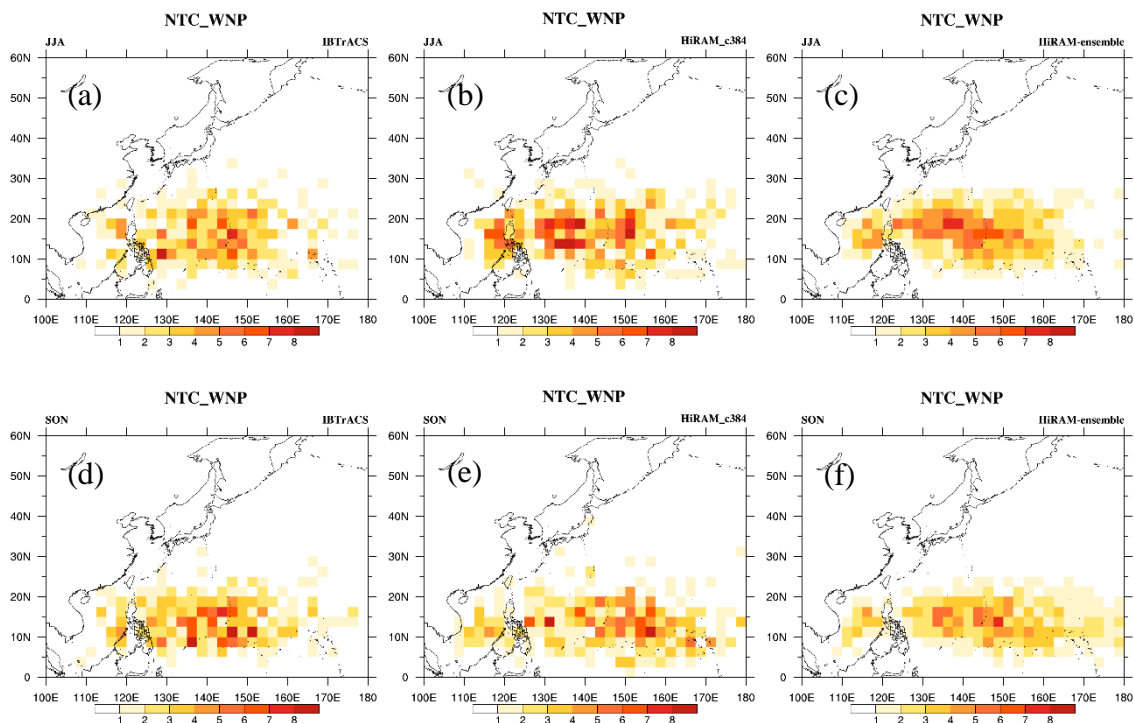 NTC_WNP
JJA IBTrACS
(a)
60N
50N
40N
30N
20N
10N
0
100E 110E 120E 130E 140E 150E 160E 170E 180
1 2 3 4 5 6 7 8
NTC_WNP
JJA HiRAM_c384
(b)
60N
50N
40N
30N
20N
10N
0
100E 110E 120E 130E 140E 150E 160E 170E 180
1 2 3 4 5 6 7 8
NTC_WNP
JJA HiRAM-ensemble
(c)
60N
50N
40N
30N
20N
10N
0
100E 110E 120E 130E 140E 150E 160E 170E 180
1 2 3 4 5 6 7 8
NTC_WNP
SON IBTrACS
(d)
60N
50N
40N
30N
20N
10N
0
100E 110E 120E 130E 140E 150E 160E 170E 180
1 2 3 4 5 6 7 8
NTC_WNP
SON HiRAM_c384
(e)
60N
50N
40N
30N
20N
10N
0
100E 110E 120E 130E 140E 150E 160E 170E 180
1 2 3 4 5 6 7 8
NTC_WNP
SON HiRAM-ensemble
(f)
60N
50N
40N
30N
20N
10N
0
100E 110E 120E 130E 140E 150E 160E 170E 180
1 2 3 4 5 6 7 8